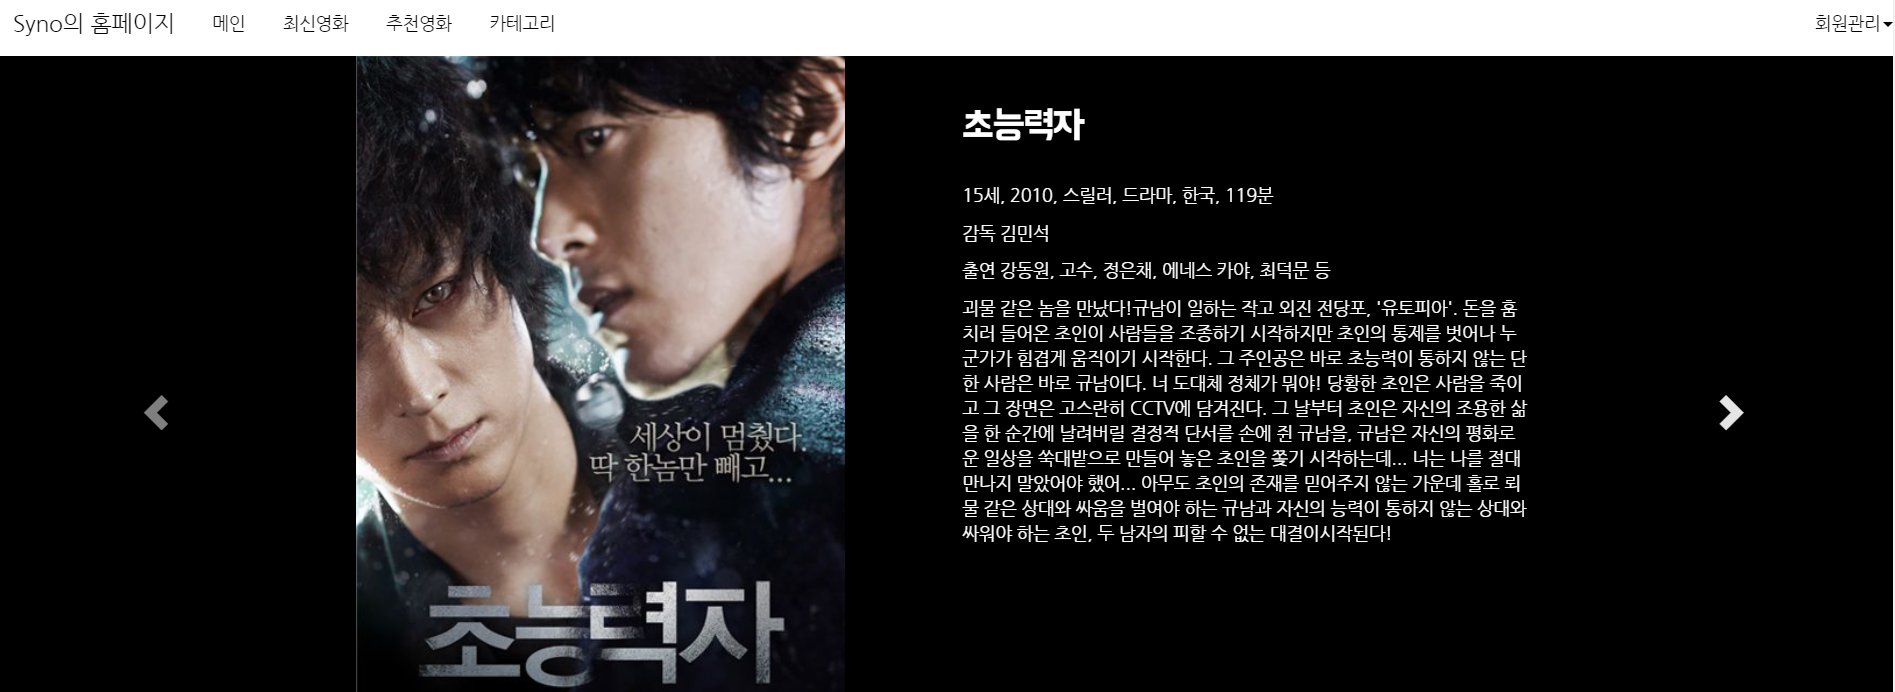 Syno의 홈페이지 메인 최신영화 추천영화 카테고리 회원관리
초능력자
15세, 2010, 스릴러, 드라마, 한국, 119분
감독 김민석
출연 강동원, 고수, 정은채, 에네스 카야, 최덕문 등
괴물 같은 놈을 만났다!규남이 일하는 작고 외진 전당포, '유토피아'. 돈을 훔
치러 들어온 초인이 사람들을 조종하기 시작하지만 초인의 통제를 벗어나 누
군가가 힘겹게 움직이기 시작한다. 그 주인공은 바로 초능력이 통하지 않는 단
한 사람은 바로 규남이다. 너 도대체 정체가 뭐야! 당황한 초인은 사람을 죽이
고 그 장면은 고스란히 CCTV에 담겨진다. 그 날부터 초인은 자신의 조용한 삶
을 한 순간에 날려버릴 결정적 단서를 손에 쥔 규남을, 규남은 자신의 평화로
운 일상을 쑥대밭으로 만들어 놓은 초인을 쫓기 시작하는데... 너는 나를 절대
만나지 말았어야 했어... 아무도 초인의 존재를 믿어주지 않는 가운데 홀로 뢰
물 같은 상대와 싸움을 벌여야 하는 규남과 자신의 능력이 통하지 않는 상대와
싸워야 하는 초인, 두 남자의 피할 수 없는 대결이시작된다!
세상이 멈췄다.
딱 한놈만 빼고...
초능력자